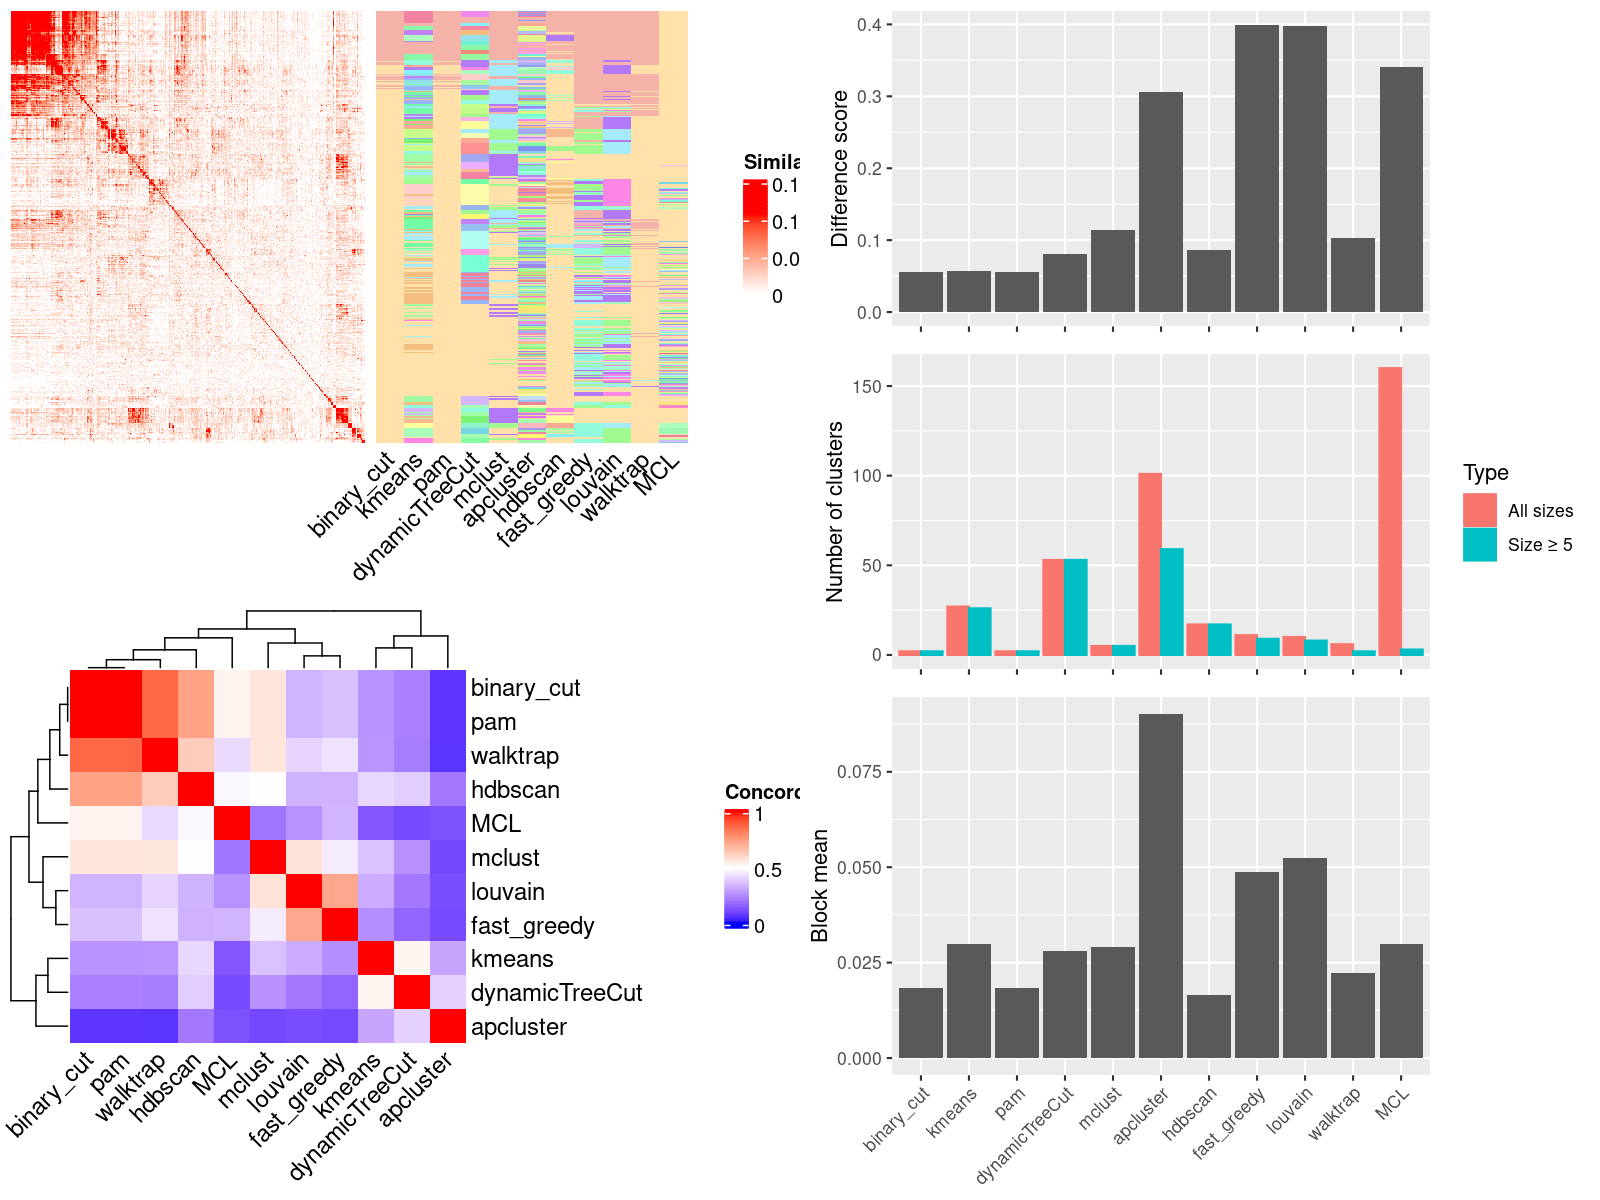 Simila
0.1
0.1
0.0
0
binary_cut
kmeans
pam
dynamicTreeCut
mclust
apcluster
hdbscan
fast_greedy
louvain
walktrap
MCL
binary_cut
pam
walktrap
hdbscan
MCL
mclust
louvain
fast_greedy
kmeans
dynamicTreeCut
apcluster
binary_cut
pam
walktrap
hdbscan
MCL
mclust
louvain
fast_greedy
kmeans
dynamicTreeCut
apcluster
Concord
1
0.5
0
Difference score
0.4
0.3
0.2
0.1
0.0
Number of clusters
150
100
50
0
Type
All sizes
Size ≥ 5
Block mean
0.075
0.050
0.025
0.000
binary_cut
kmeans
pam
dynamicTreeCut
mclust
apcluster
hdbscan
fast_greedy
louvain
walktrap
MCL